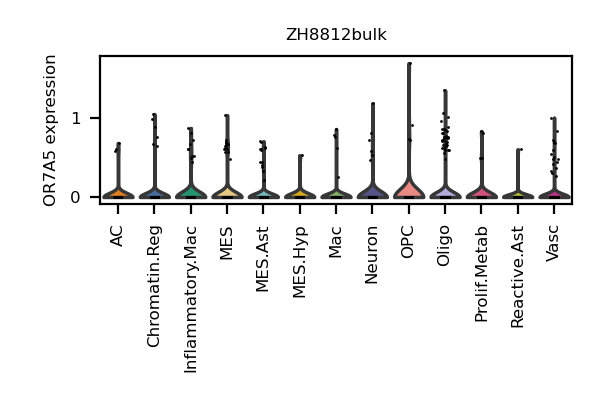 ZH8812bulk
OR7A5 expression
1
0
AC
Chromatin.Reg
Inflammatory.Mac
MES
MES.Ast
MES.Hyp
Mac
Neuron
OPC
Oligo
Prolif.Metab
Reactive.Ast
Vasc